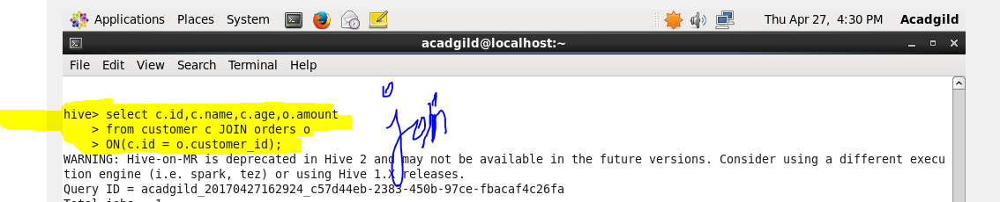 Applications Places System Thu Apr 27, 4:30 PM Acadgild
acadgild@localhost:~
File Edit View Search Terminal Help
join
hive> select c.id,c.name,c.age,o.amount
> from customer c JOIN orders o
> ON(c.id = o.customer_id);
WARNING: Hive-on-MR is deprecated in Hive 2 and may not be available in the future versions. Consider using a different execu
tion engine (i.e. spark, tez) or using Hive 1.X releases.
Query ID = acadgild_20170427162924_c57d44eb-2383-450b-97ce-fbacaf4c26fa